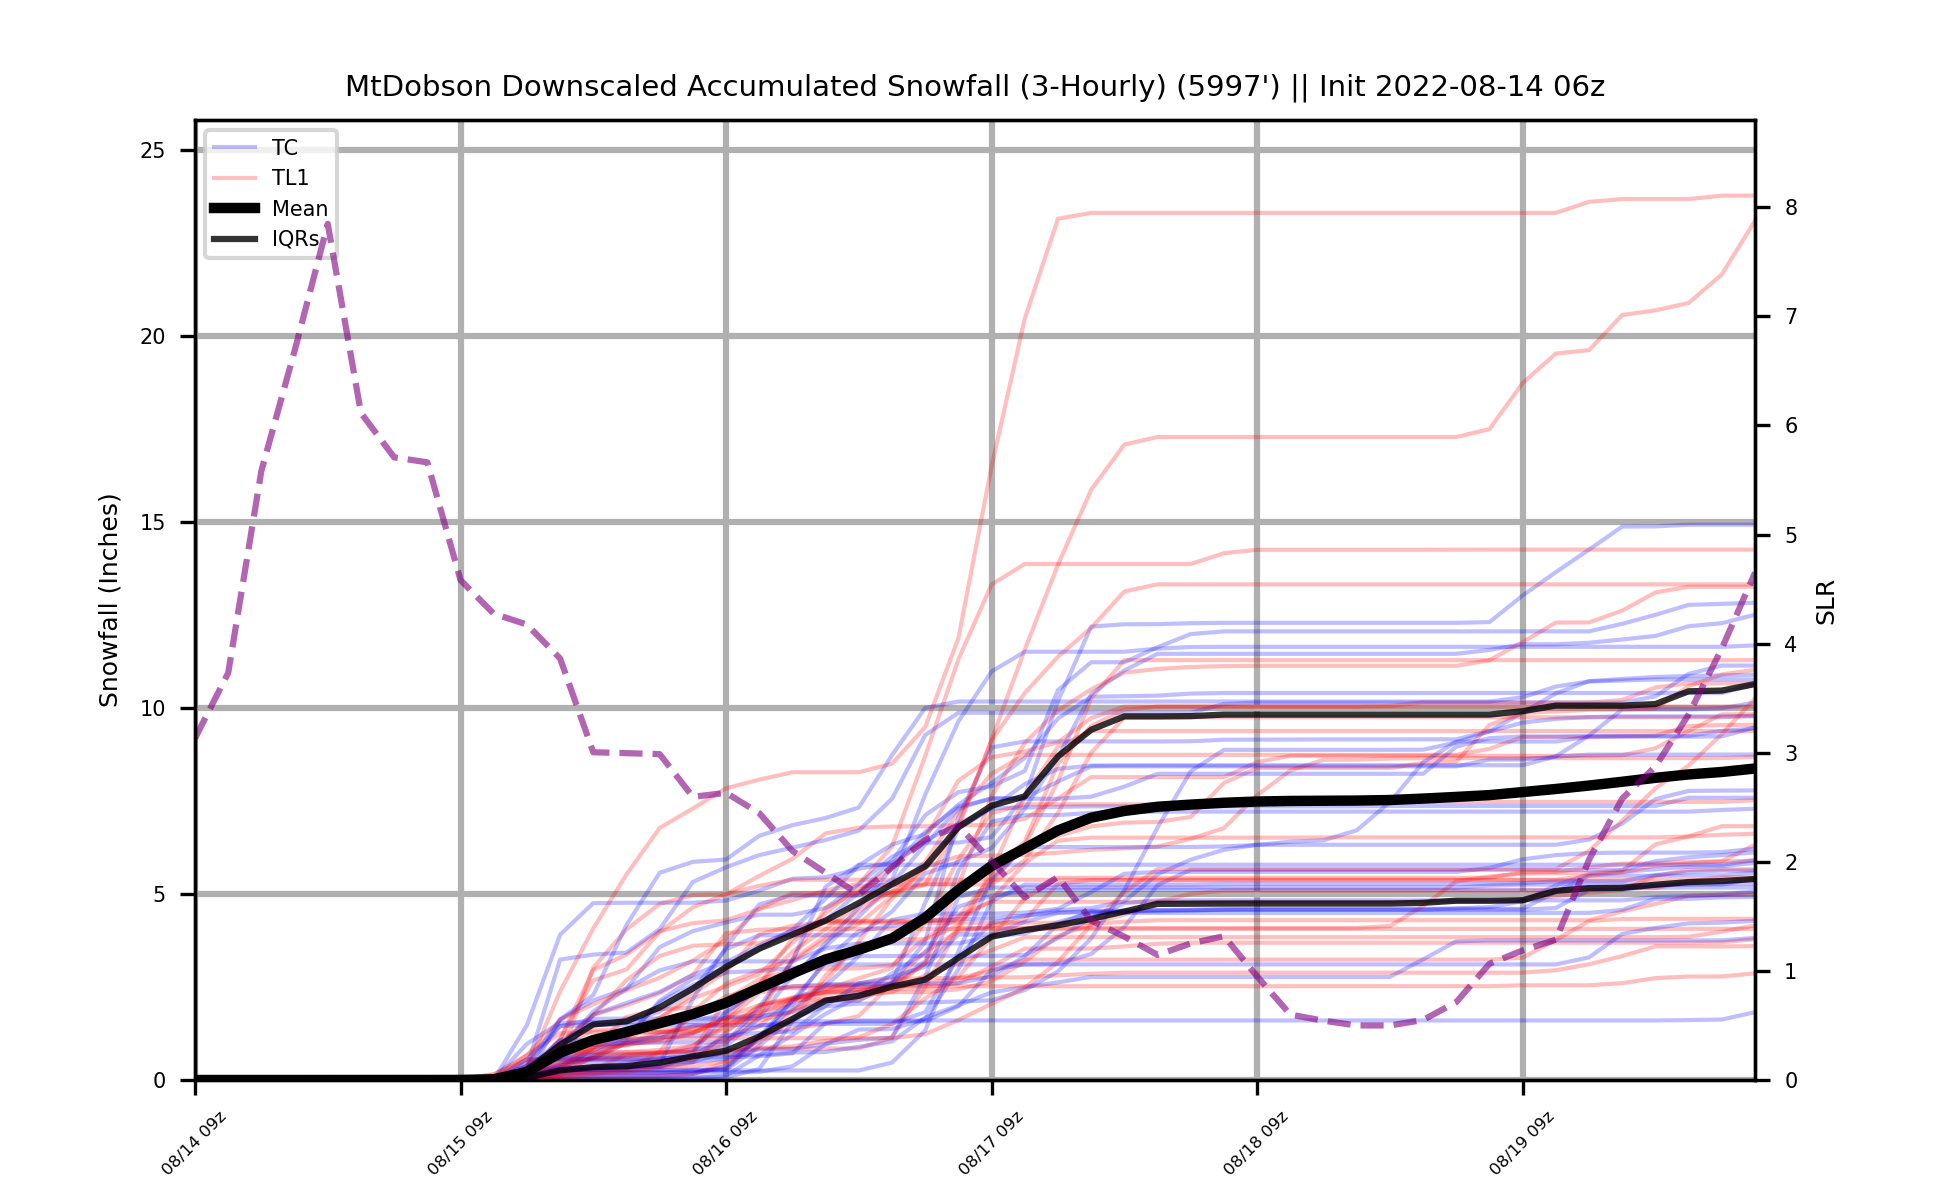 MtDobson Downscaled Accumulated Snowfall (3-Hourly) (5997') || Init 2022-08-14 06z
TC
TL1
Mean
IQRs
Snowfall (Inches)
25
20
15
10
5
0
8
7
6
5
4
3
2
1
0
SLR
08/14 09z
08/15 09z
08/16 09z
08/17 09z
08/18 09z
08/19 09z